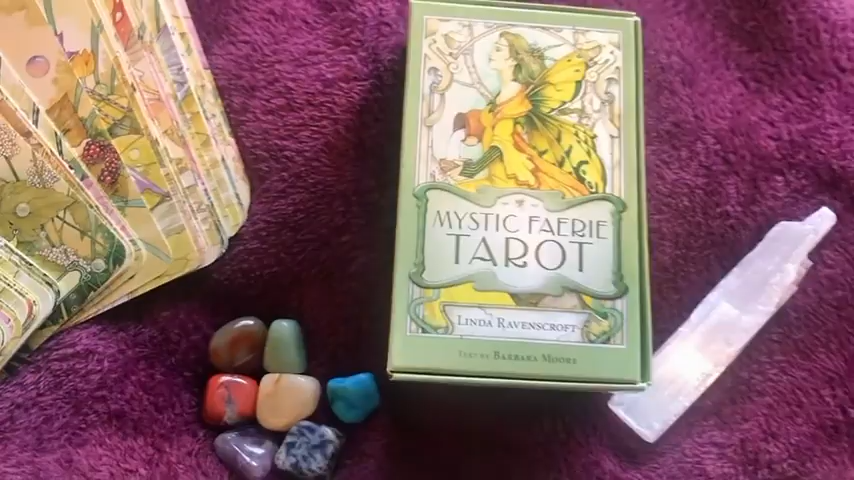 MYSTIC FAERIE
TAROT
LINDA RAVENSCROFT
TEXT BY BARBARA MOORE